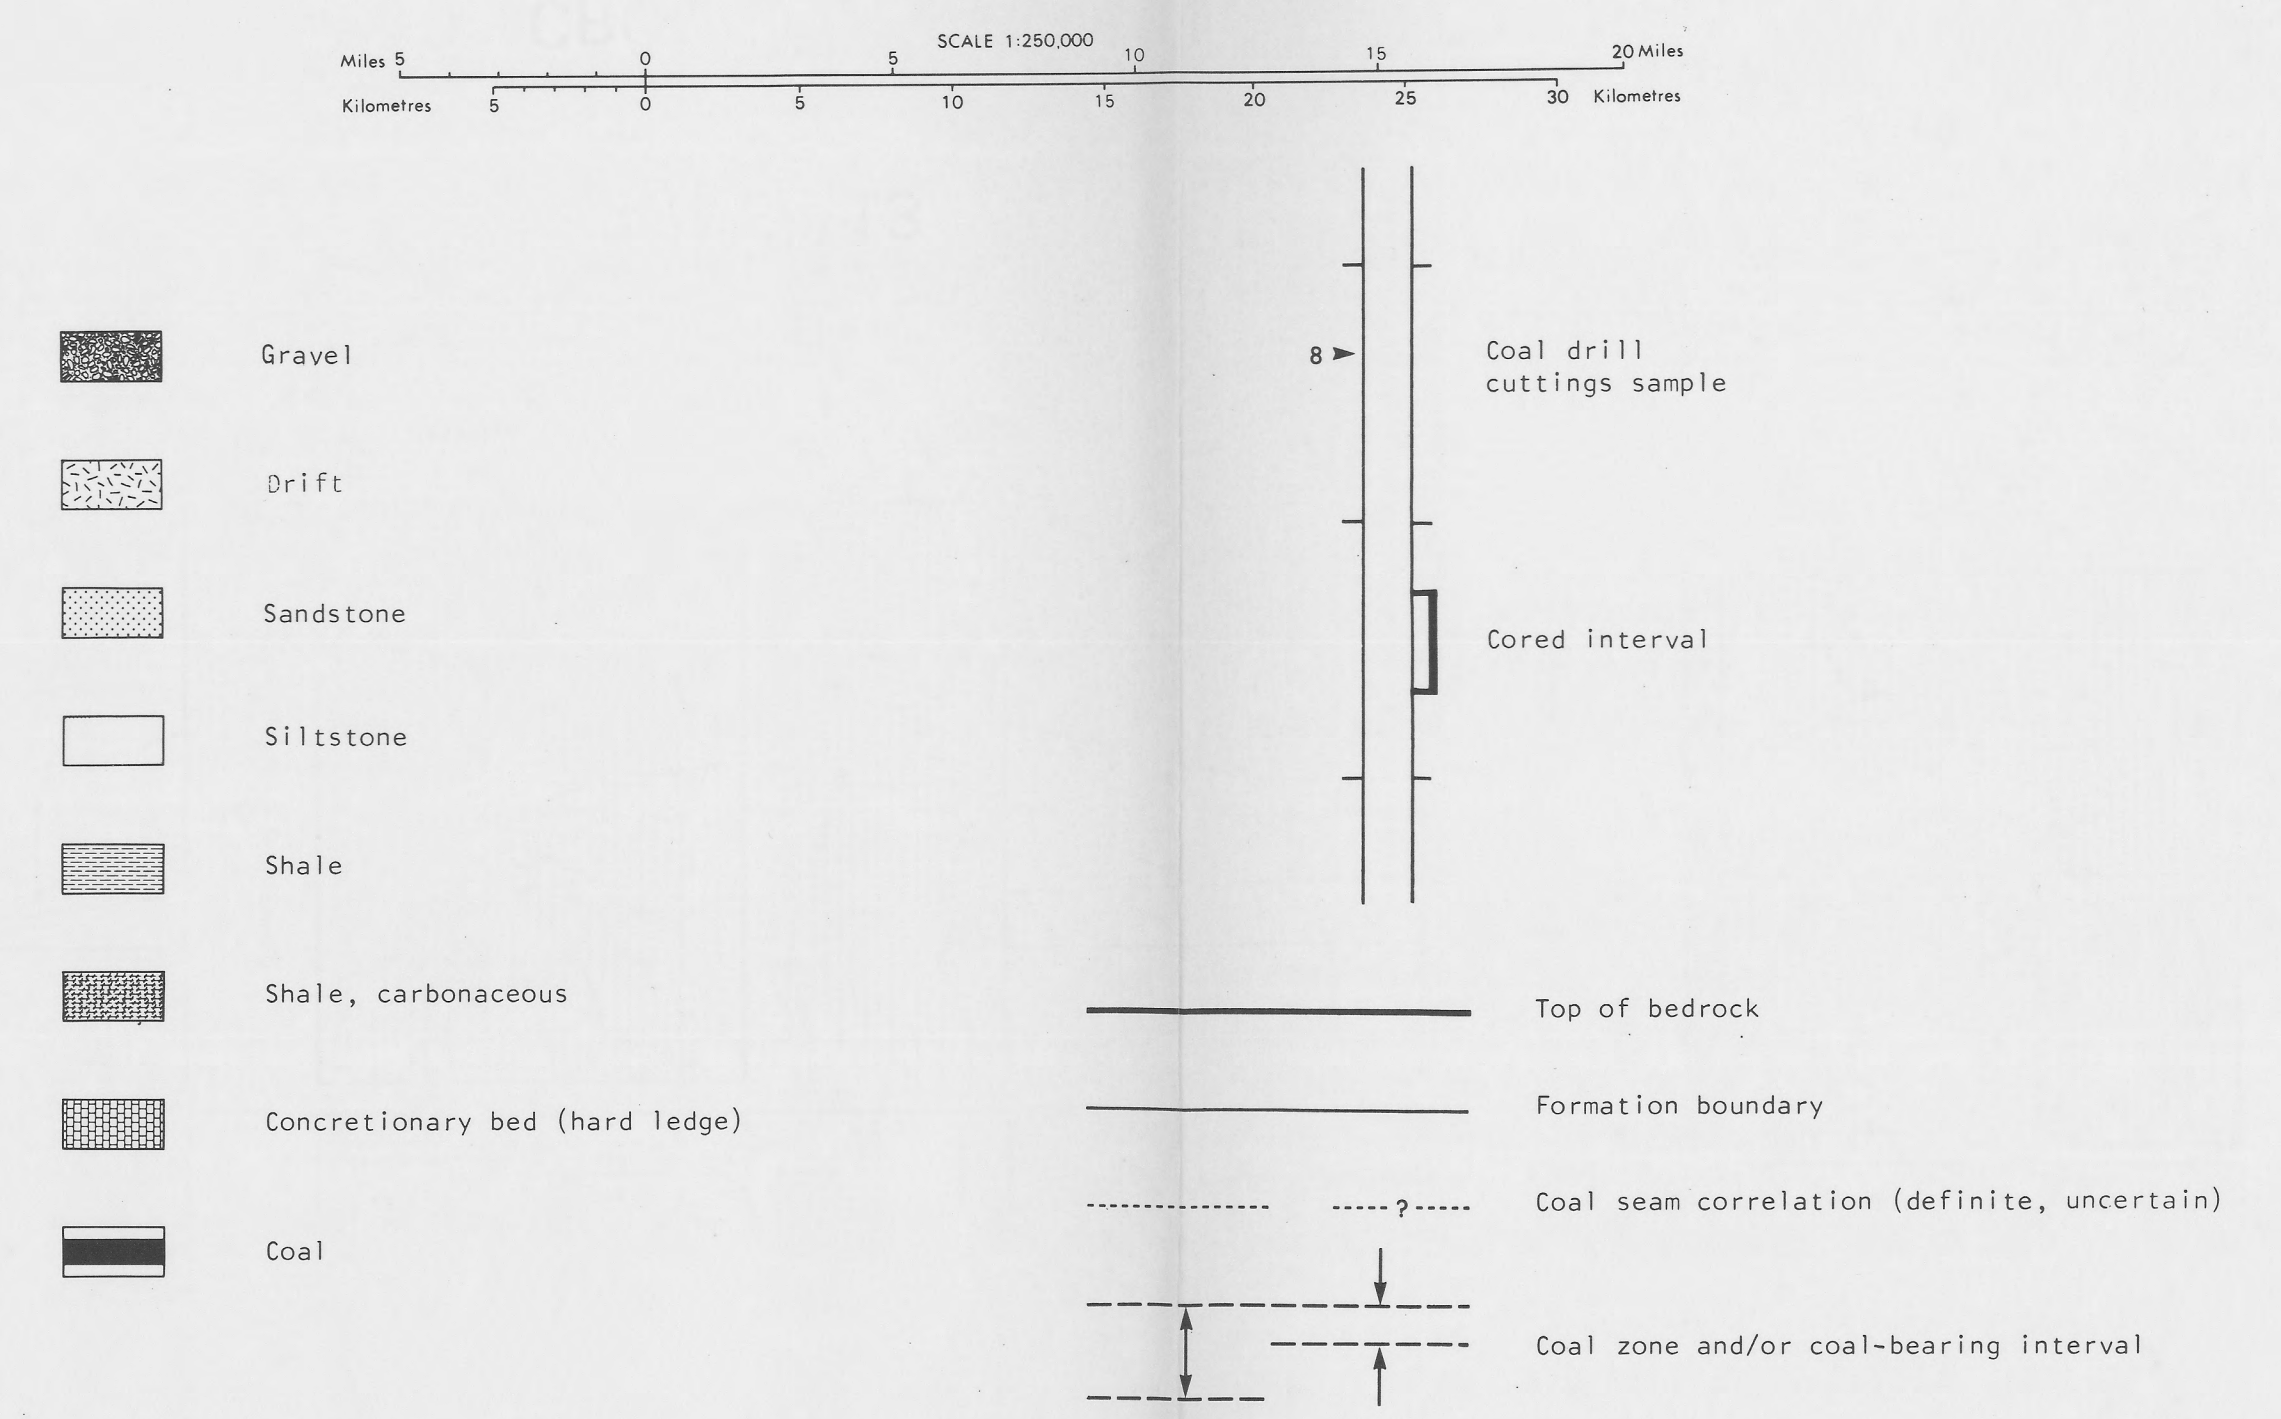 SCALE 1:250,000
Miles 5 0 5 10 15 20 Miles
Kilometres 5 0 5 10 15 20 25 30 Kilometres
Gravel
Drift
Sandstone
Siltstone
Shale
Shale, carbonaceous
Concretionary bed (hard ledge)
Coal
8
Coal drill
cuttings sample
Cored interval
Top of bedrock
Formation boundary
?
Coal seam correlation (definite, uncertain)
Coal zone and/or coal-bearing interval